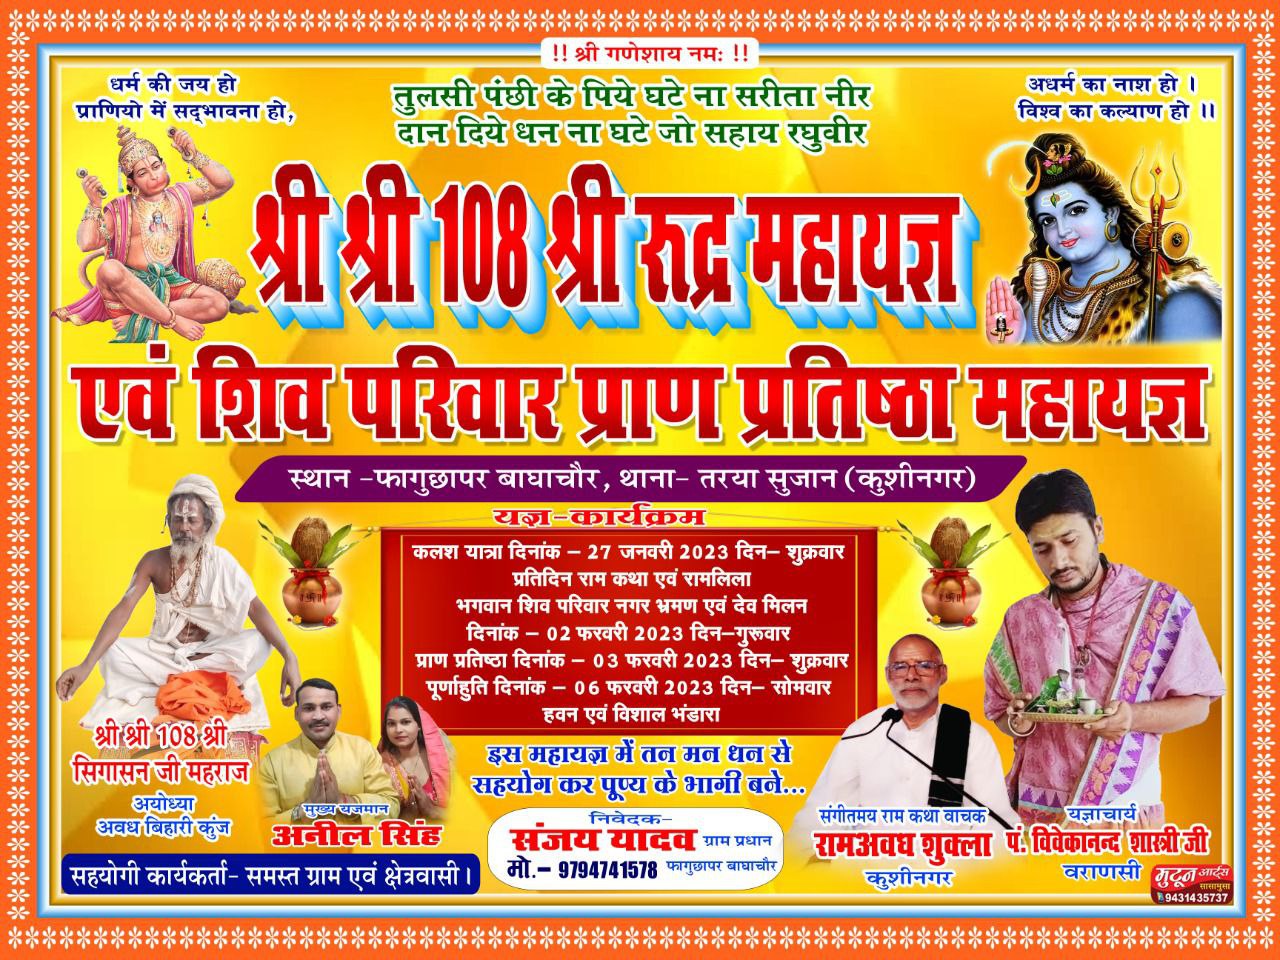 !! श्री गणेशाय नमः !!
धर्म की जय हो
प्राणियो में सद्भावना हो,
तुलसी पंछी के पिये घटे ना सरीता नीर
दान दिये धन ना घटे जो सहाय रघुवीर
अधर्म का नाश हो ।
विश्व का कल्याण हो ।।
श्री श्री 108 श्री रुद्र महायज्ञ
एवं शिव परिवार प्राण प्रतिष्ठा महायज्ञ
स्थान -फागुछापर बाघाचौर, थाना- तरया सुजान (कुशीनगर)
यज्ञ-कार्यक्रम
कलश यात्रा दिनांक – 27 जनवरी 2023 दिन– शुक्रवार
प्रतिदिन राम कथा एवं रामलिला
भगवान शिव परिवार नगर भ्रमण एवं देव मिलन
दिनांक – 02 फरवरी 2023 दिन–गुरूवार
प्राण प्रतिष्ठा दिनांक – 03 फरवरी 2023 दिन– शुक्रवार
पूर्णाहुति दिनांक – 06 फरवरी 2023 दिन– सोमवार
हवन एवं विशाल भंडारा
श्री श्री 108 श्री
सिगासन जी महराज
अयोध्या
अवध बिहारी कुंज
मुख्य यजमान
अनील सिंह
इस महायज्ञ में तन मन धन से
सहयोग कर पूण्य के भागी बने...
निवेदक-
संजय यादव ग्राम प्रधान
मो.– 9794741578 फागुछापर बाघाचौर
संगीतमय राम कथा वाचक
रामअवध शुक्ला
कुशीनगर
यज्ञाचार्य
पं. विवेकानन्द शास्त्री जी
वराणसी
सहयोगी कार्यकर्ता- समस्त ग्राम एवं क्षेत्रवासी ।
मुटून आर्ट्स
सासामुसा
9431435737